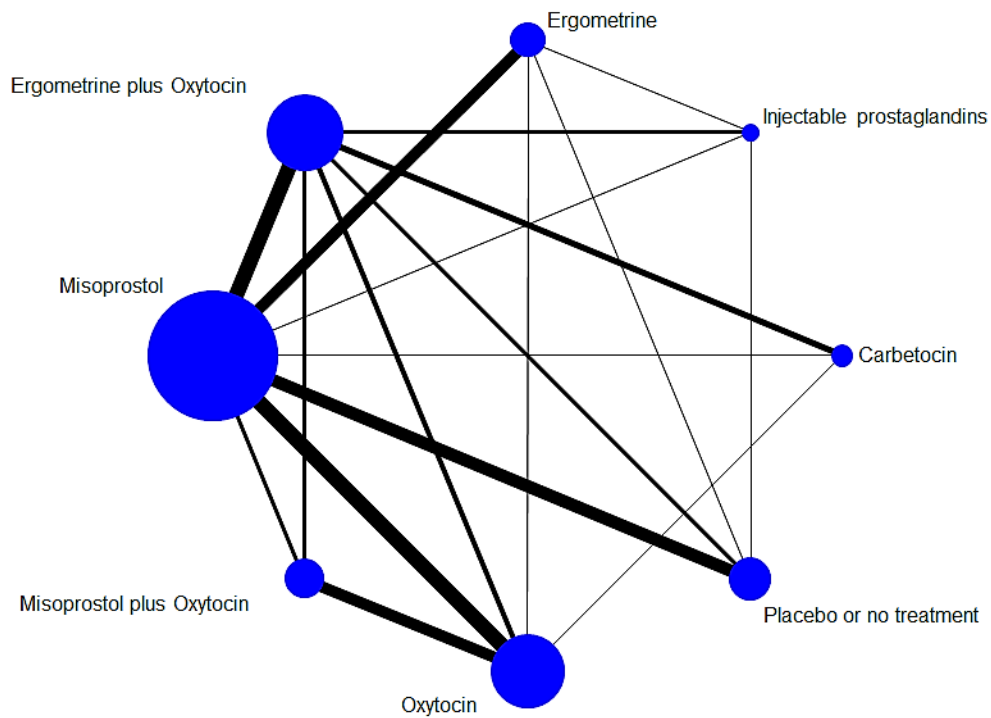 Ergometrine
Ergometrine plus Oxytocin
Injectable prostaglandins
Misoprostol
Carbetocin
Misoprostol plus Oxytocin
Placebo or no treatment
Oxytocin